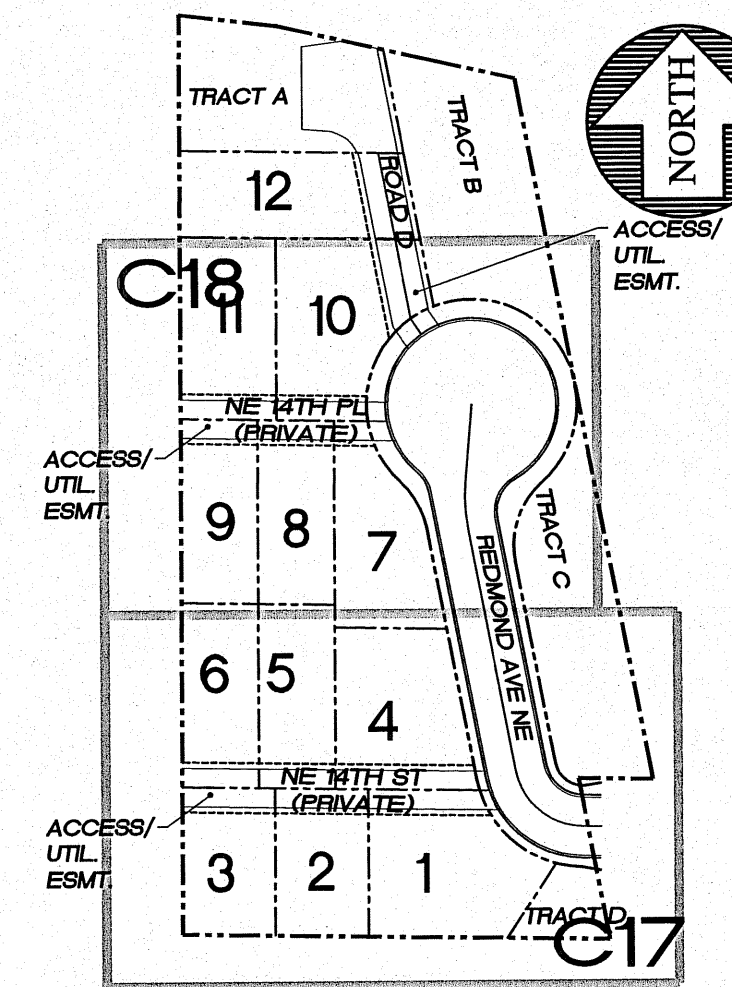 TRACT A
TRACT B
NORTH
12
ROAD D
ACCESS/
UTIL.
ESMT.
C18
11
10
NE 14TH PL
(PRIVATE)
ACCESS/
UTIL.
ESMT.
9
8
7
TRACT C
REDMOND AVE NE
6
5
4
NE 14TH ST
(PRIVATE)
ACCESS/
UTIL.
ESMT.
3
2
1
TRACT D
C17